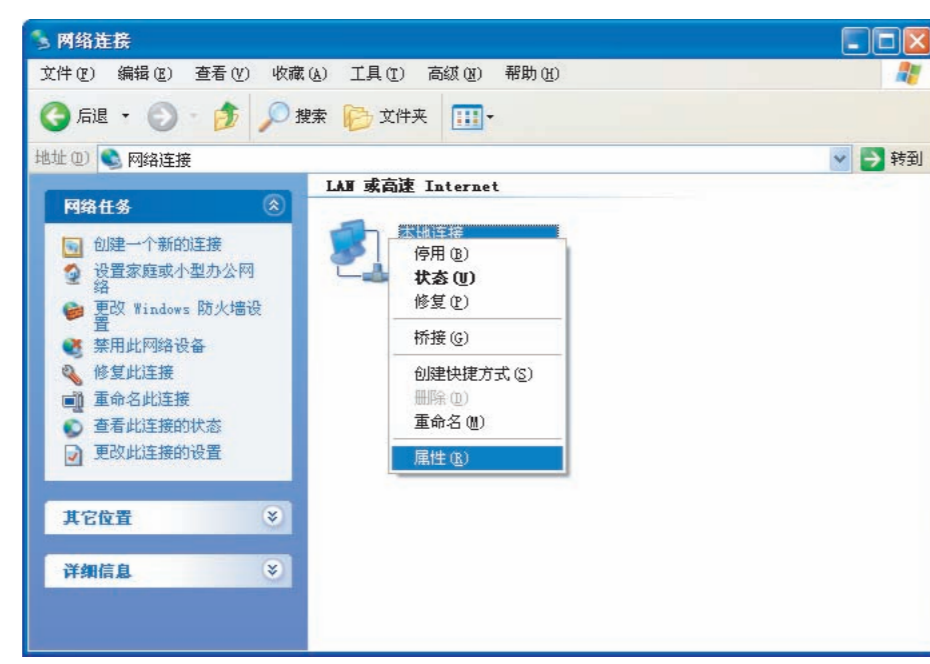 网络连接
文件(F) 编辑(E) 查看(V) 收藏(A) 工具(T) 高级(N) 帮助(H)
后退 搜索 文件夹
地址(D) 网络连接 转到
网络任务
创建一个新的连接
设置家庭或小型办公网
络
更改 Windows 防火墙设
置
禁用此网络设备
修复此连接
重命名此连接
查看此连接的状态
更改此连接的设置
其它位置
详细信息
LAN 或高速 Internet
本地连接
停用(B)
状态(U)
修复(P)
桥接(G)
创建快捷方式(S)
删除(D)
重命名(M)
属性(R)